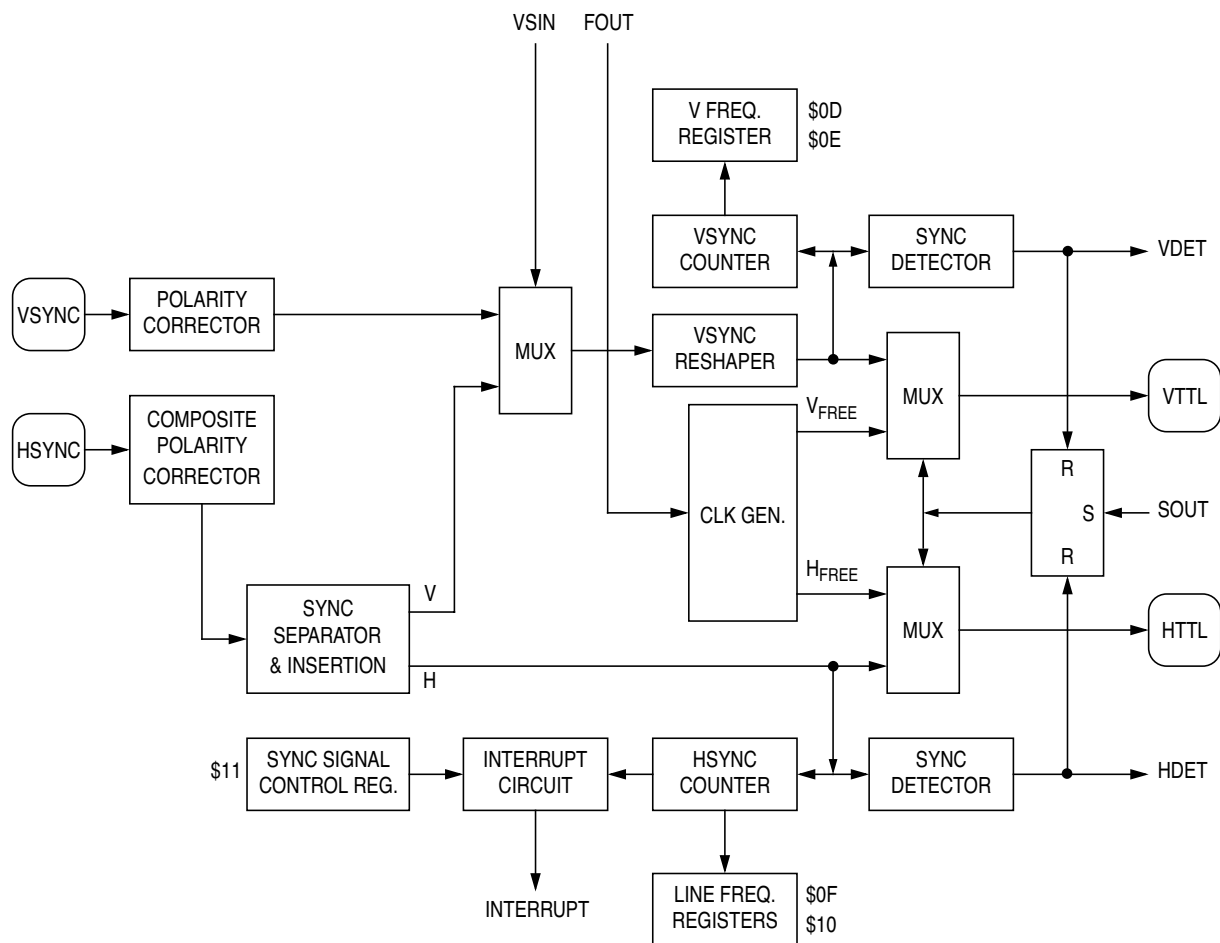 VSIN
FOUT
V FREQ.
REGISTER
$0D
$0E
VSYNC
COUNTER
SYNC
DETECTOR
VDET
VSYNC
POLARITY
CORRECTOR
MUX
VSYNC
RESHAPER
MUX
VTTL
HSYNC
COMPOSITE
POLARITY
CORRECTOR
VFREE
CLK GEN.
R
S
R
SOUT
HFREE
SYNC
SEPARATOR
& INSERTION
V
H
MUX
HTTL
$11
SYNC SIGNAL
CONTROL REG.
INTERRUPT
CIRCUIT
HSYNC
COUNTER
SYNC
DETECTOR
HDET
INTERRUPT
LINE FREQ.
REGISTERS
$0F
$10